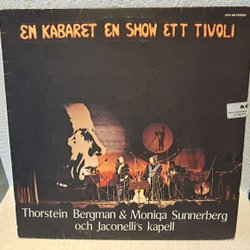 EN KABARET EN SHOW ETT TIVOLI
Thorstein Bergman & Moniqa Sunnerberg
och Jaconelli's kapell